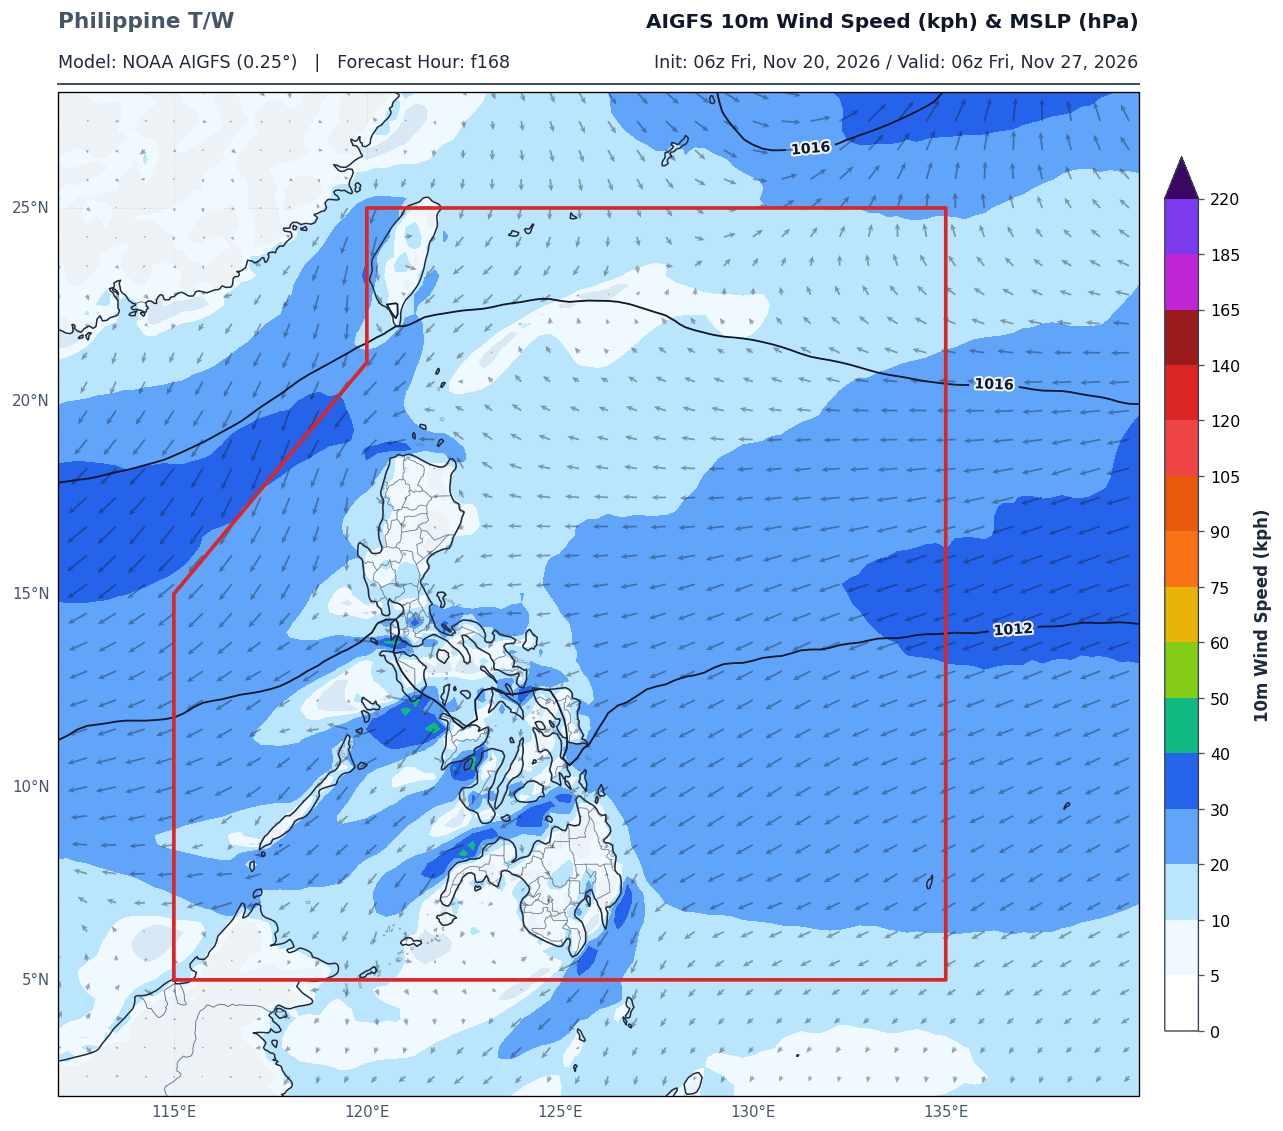 Philippine T/W
AIGFS 10m Wind Speed (kph) & MSLP (hPa)
Model: NOAA AIGFS (0.25°)   |   Forecast Hour: f168
Init: 06z Fri, Nov 20, 2026 / Valid: 06z Fri, Nov 27, 2026
1016
25°N
1016
20°N
15°N
1012
10°N
5°N
115°E
120°E
125°E
130°E
135°E
220
185
165
140
120
105
90
75
60
50
40
30
20
10
5
0
10m Wind Speed (kph)